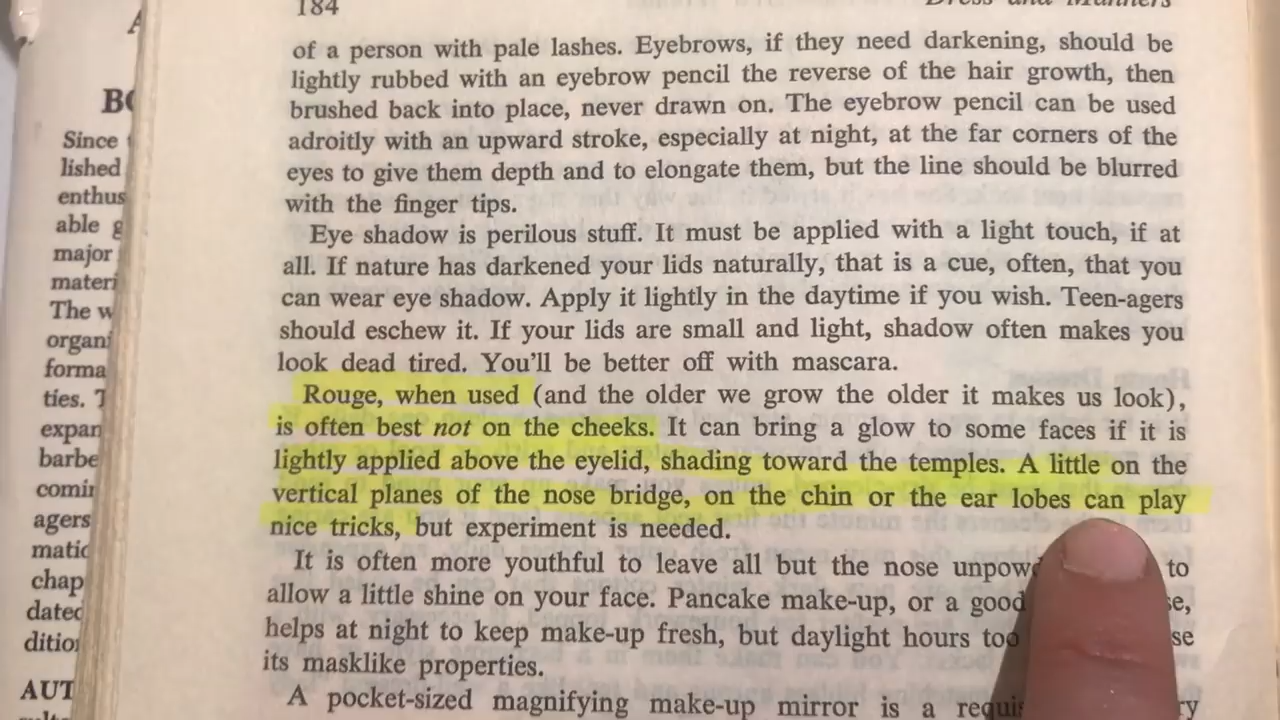 184
Dress and Manners
of a person with pale lashes. Eyebrows, if they need darkening, should be
lightly rubbed with an eyebrow pencil the reverse of the hair growth, then
brushed back into place, never drawn on. The eyebrow pencil can be used
adroitly with an upward stroke, especially at night, at the far corners of the
eyes to give them depth and to elongate them, but the line should be blurred
with the finger tips.
Eye shadow is perilous stuff. It must be applied with a light touch, if at
all. If nature has darkened your lids naturally, that is a cue, often, that you
can wear eye shadow. Apply it lightly in the daytime if you wish. Teen-agers
should eschew it. If your lids are small and light, shadow often makes you
look dead tired. You'll be better off with mascara.
Rouge, when used (and the older we grow the older it makes us look),
is often best not on the cheeks. It can bring a glow to some faces if it is
lightly applied above the eyelid, shading toward the temples. A little on the
vertical planes of the nose bridge, on the chin or the ear lobes can play
nice tricks, but experiment is needed.
It is often more youthful to leave all but the nose unpow to
allow a little shine on your face. Pancake make-up, or a good se,
helps at night to keep make-up fresh, but daylight hours too se
its masklike properties.
A pocket-sized magnifying make-up mirror is a requis ry
BO
Since
lished
enthus
able g
major
materi
The w
organi
forma
ties. T
expan
barbe
comin
agers
matic
chap
dated
dition
AUT